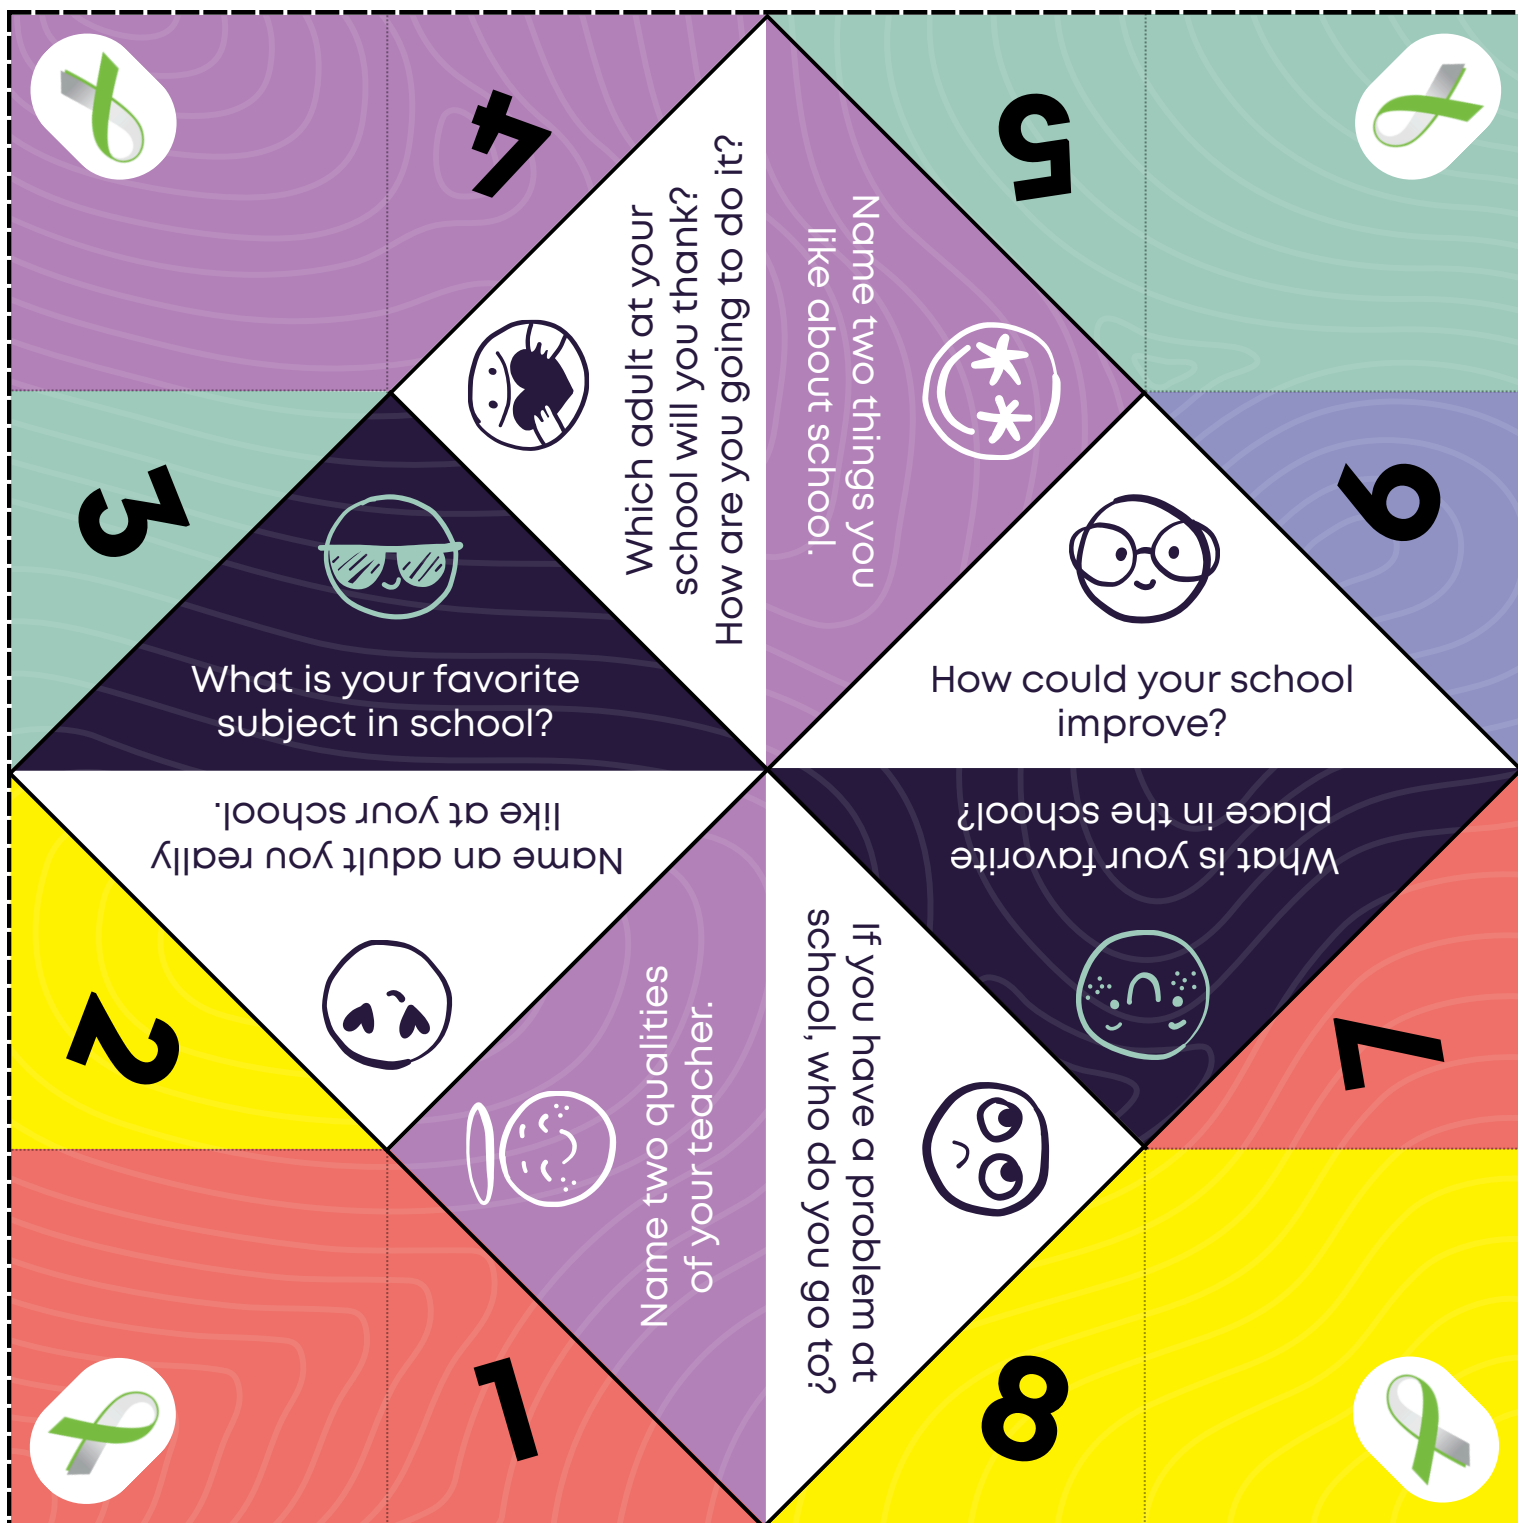 4
Which adult at your
school will you thank?
How are you going to do it?
5
Name two things you
like about school.
3
What is your favorite
subject in school?
6
How could your school
improve?
2
Name an adult you really
like at your school.
What is your favorite
place in the school?
7
1
Name two qualities
of your teacher.
If you have a problem at
school, who do you go to?
8